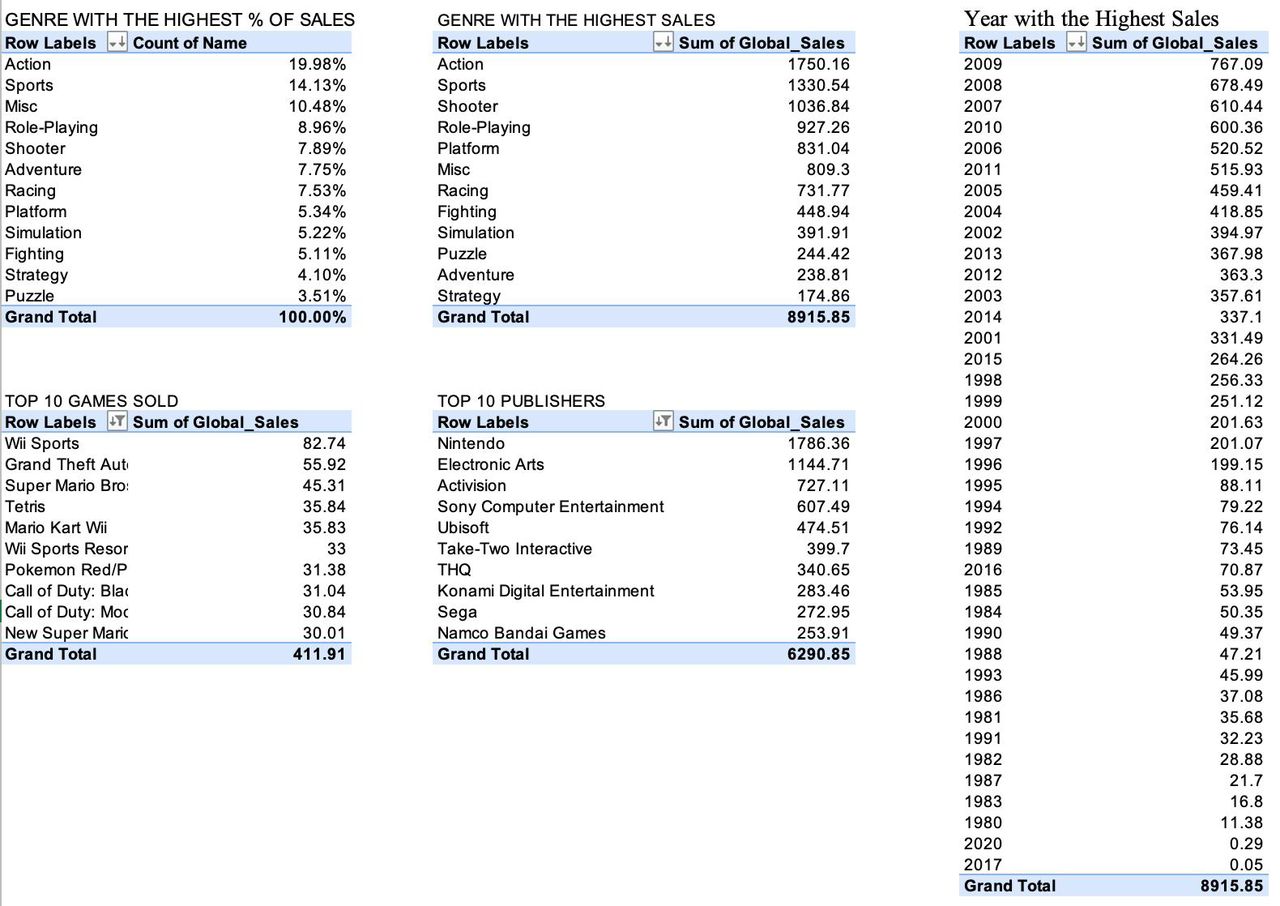 GENRE WITH THE HIGHEST % OF SALES
Row Labels Count of Name
Action 19.98%
Sports 14.13%
Misc 10.48%
Role-Playing 8.96%
Shooter 7.89%
Adventure 7.75%
Racing 7.53%
Platform 5.34%
Simulation 5.22%
Fighting 5.11%
Strategy 4.10%
Puzzle 3.51%
Grand Total 100.00%
GENRE WITH THE HIGHEST SALES
Row Labels Sum of Global_Sales
Action 1750.16
Sports 1330.54
Shooter 1036.84
Role-Playing 927.26
Platform 831.04
Misc 809.3
Racing 731.77
Fighting 448.94
Simulation 391.91
Puzzle 244.42
Adventure 238.81
Strategy 174.86
Grand Total 8915.85
TOP 10 GAMES SOLD
Row Labels Sum of Global_Sales
Wii Sports 82.74
Grand Theft Aut 55.92
Super Mario Bro 45.31
Tetris 35.84
Mario Kart Wii 35.83
Wii Sports Resor 33
Pokemon Red/P 31.38
Call of Duty: Bla 31.04
Call of Duty: Mo 30.84
New Super Mari 30.01
Grand Total 411.91
TOP 10 PUBLISHERS
Row Labels Sum of Global_Sales
Nintendo 1786.36
Electronic Arts 1144.71
Activision 727.11
Sony Computer Entertainment 607.49
Ubisoft 474.51
Take-Two Interactive 399.7
THQ 340.65
Konami Digital Entertainment 283.46
Sega 272.95
Namco Bandai Games 253.91
Grand Total 6290.85
Year with the Highest Sales
Row Labels Sum of Global_Sales
2009 767.09
2008 678.49
2007 610.44
2010 600.36
2006 520.52
2011 515.93
2005 459.41
2004 418.85
2002 394.97
2013 367.98
2012 363.3
2003 357.61
2014 337.1
2001 331.49
2015 264.26
1998 256.33
1999 251.12
2000 201.63
1997 201.07
1996 199.15
1995 88.11
1994 79.22
1992 76.14
1989 73.45
2016 70.87
1985 53.95
1984 50.35
1990 49.37
1988 47.21
1993 45.99
1986 37.08
1981 35.68
1991 32.23
1982 28.88
1987 21.7
1983 16.8
1980 11.38
2020 0.29
2017 0.05
Grand Total 8915.85